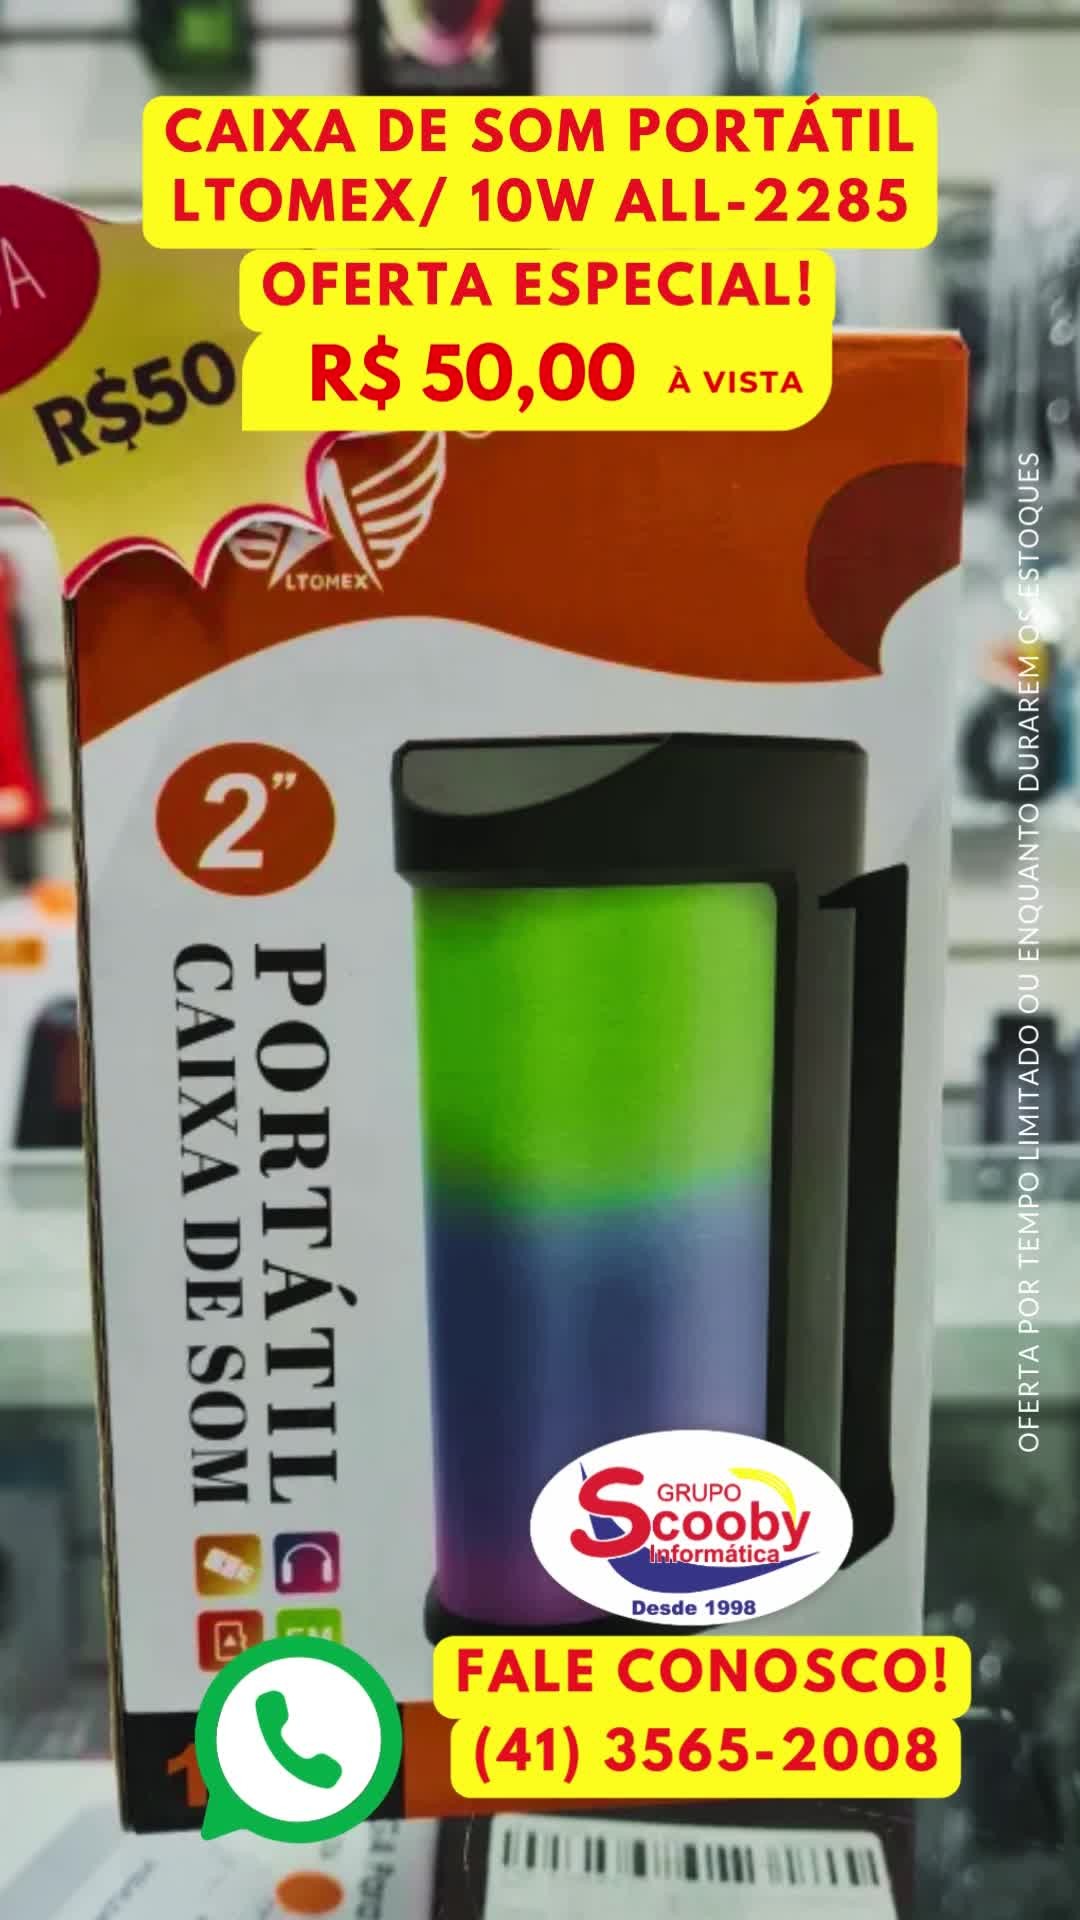 CAIXA DE SOM PORTÁTIL
LTOMEX/ 10W ALL-2285
OFERTA ESPECIAL!
R$ 50,00 À VISTA
R$50
LTOMEX
2”
PORTÁTIL
CAIXA DE SOM
OFERTA POR TEMPO LIMITADO OU ENQUANTO DURAREM OS ESTOQUES
GRUPO
Scooby
Informática
Desde 1998
FALE CONOSCO!
(41) 3565-2008